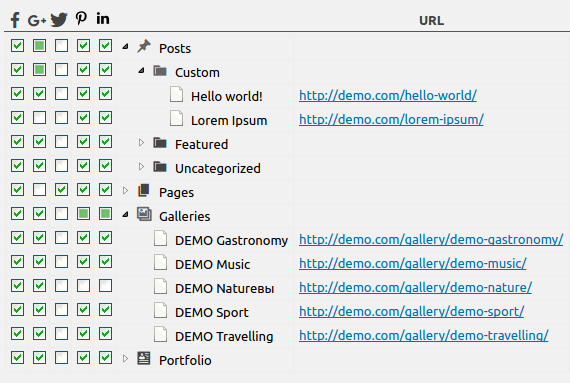 URL
Posts
Custom
Hello world! http://demo.com/hello-world/
Lorem Ipsum http://demo.com/lorem-ipsum/
Featured
Uncategorized
Pages
Galleries
DEMO Gastronomy http://demo.com/gallery/demo-gastronomy/
DEMO Music http://demo.com/gallery/demo-music/
DEMO Natureвы http://demo.com/gallery/demo-nature/
DEMO Sport http://demo.com/gallery/demo-sport/
DEMO Travelling http://demo.com/gallery/demo-travelling/
Portfolio